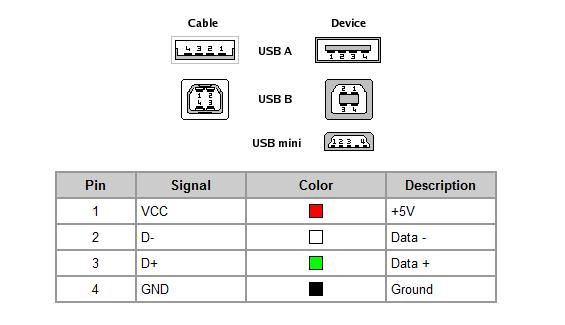 Cable Device
4 3 2 1 USB A 1 2 3 4
1 2 USB B 2 1
4 3 3 4
USB mini 1 2 3 4
Pin Signal Color Description
1 VCC +5V
2 D- Data -
3 D+ Data +
4 GND Ground